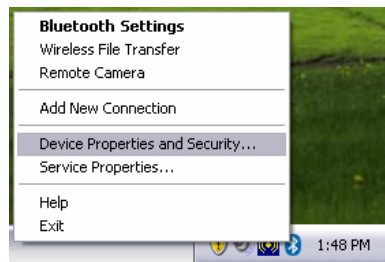 Bluetooth Settings
Wireless File Transfer
Remote Camera
Add New Connection
Device Properties and Security...
Service Properties...
Help
Exit
1:48 PM